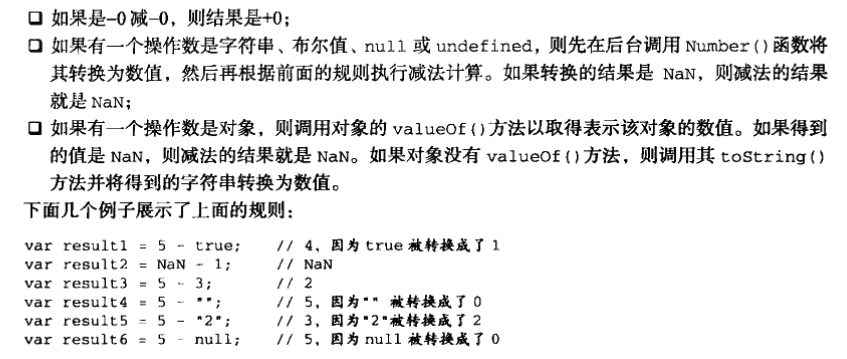 ❑ 如果是-0减-0，则结果是+0；
❑ 如果有一个操作数是字符串、布尔值、null 或 undefined，则先在后台调用 Number()函数将
其转换为数值，然后再根据前面的规则执行减法计算。如果转换的结果是 NaN，则减法的结果
就是 NaN；
❑ 如果有一个操作数是对象，则调用对象的 valueOf()方法以取得表示该对象的数值。如果得到
的值是 NaN，则减法的结果就是 NaN。如果对象没有 valueOf()方法，则调用其 toString()
方法并将得到的字符串转换为数值。
下面几个例子展示了上面的规则：
var result1 = 5 - true;    // 4，因为 true 被转换成了 1
var result2 = NaN - 1;    // NaN
var result3 = 5 - 3;    // 2
var result4 = 5 - "";    // 5，因为"" 被转换成了 0
var result5 = 5 - "2";    // 3，因为"2"被转换成了 2
var result6 = 5 - null;    // 5，因为 null 被转换成了 0